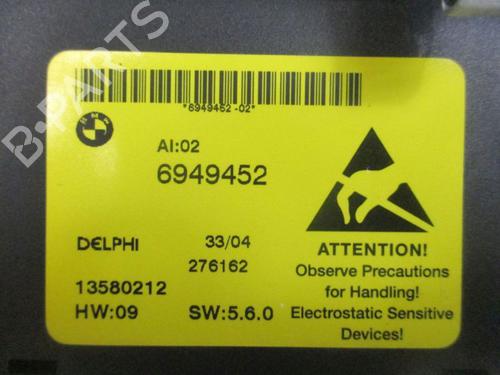 B-PARTS
*6949452-02*
BMW
AI:02
6949452
DELPHI 33/04
276162
13580212
HW:09 SW:5.6.0
ATTENTION!
Observe Precautions
for Handling!
Electrostatic Sensitive
Devices!